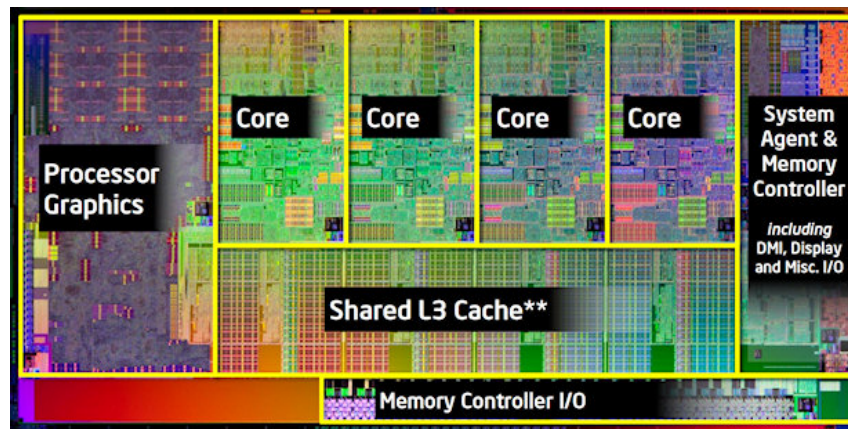 Processor
Graphics
Core
Core
Core
Core
System
Agent &
Memory
Controller
including
DMI, Display
and Misc. I/O
Shared L3 Cache**
Memory Controller I/O